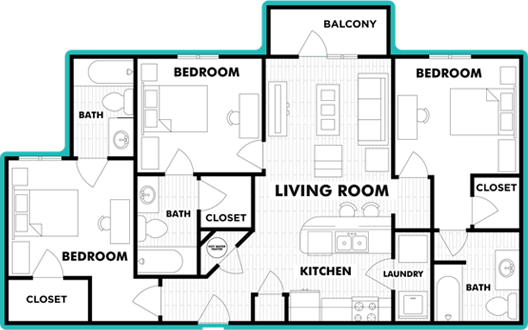 BALCONY
BEDROOM
BEDROOM
BATH
LIVING ROOM
CLOSET
BATH
CLOSET
HOT WATER
HEATER
BEDROOM
KITCHEN
LAUNDRY
BATH
CLOSET